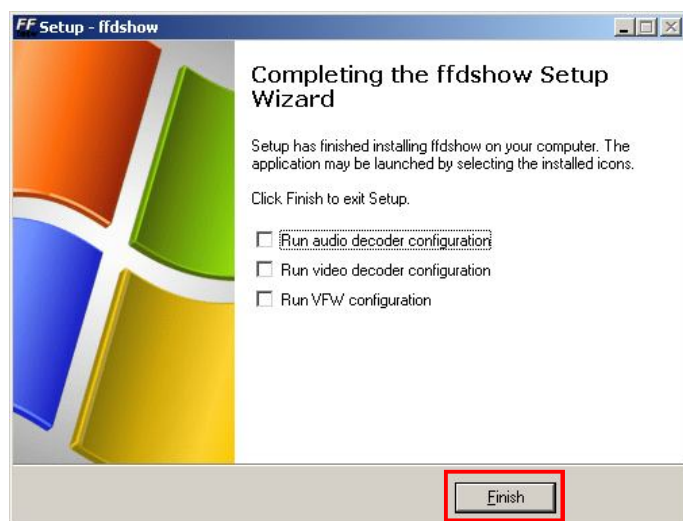 FF Setup - ffdshow
Completing the ffdshow Setup
Wizard
Setup has finished installing ffdshow on your computer. The
application may be launched by selecting the installed icons.
Click Finish to exit Setup.
Run audio decoder configuration
Run video decoder configuration
Run VFW configuration
Finish